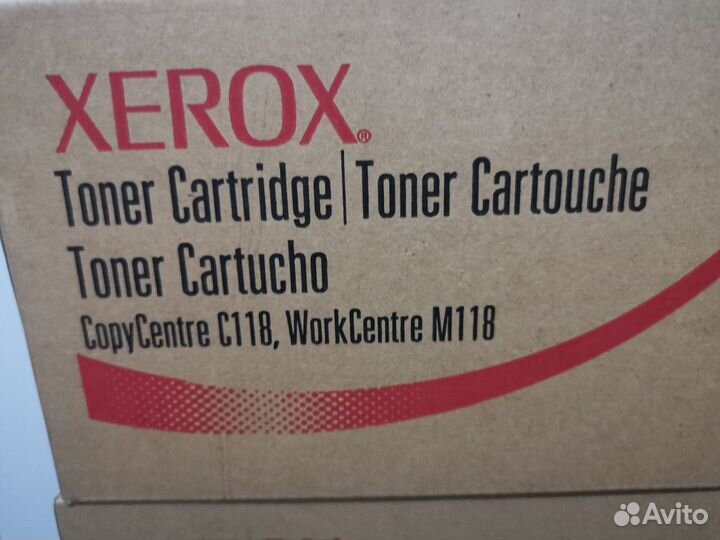 XEROX®
Toner Cartridge | Toner Cartouche
Toner Cartucho
CopyCentre C118, WorkCentre M118
Avito